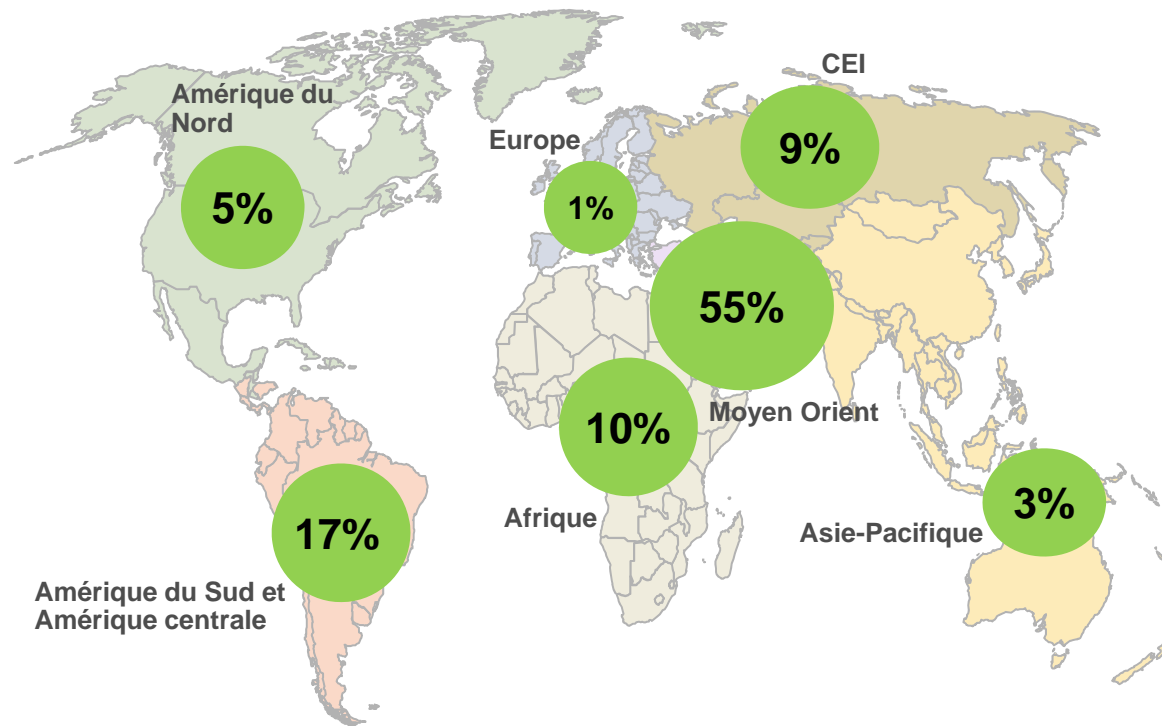 CEI
9%
Amérique du
Nord
5%
Europe
1%
55%
Moyen Orient
10%
Afrique
3%
Asie-Pacifique
17%
Amérique du Sud et
Amérique centrale